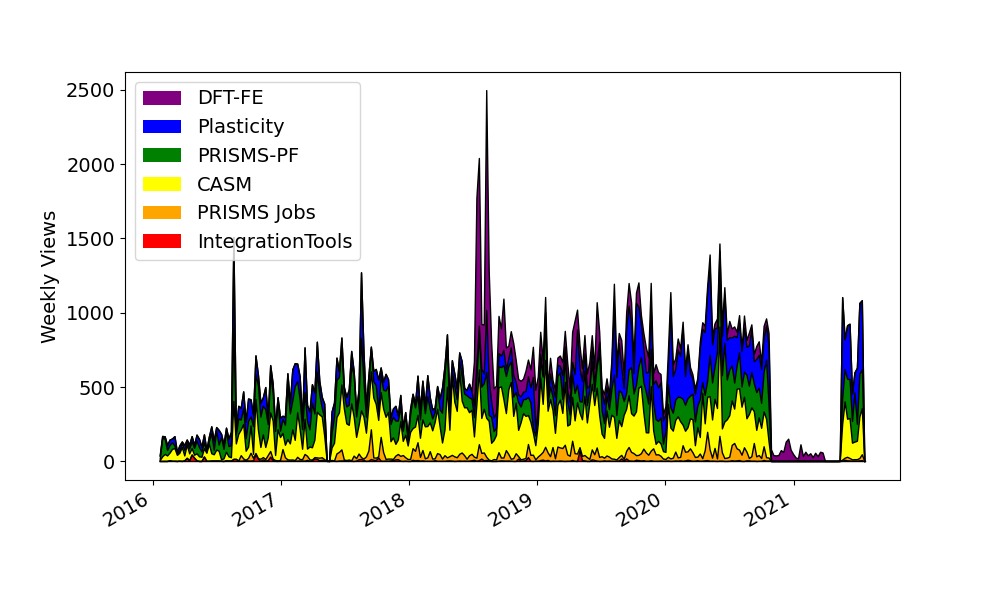 2500
2000
1500
1000
500
0
Weekly Views
DFT-FE
Plasticity
PRISMS-PF
CASM
PRISMS Jobs
IntegrationTools
2016
2017
2018
2019
2020
2021